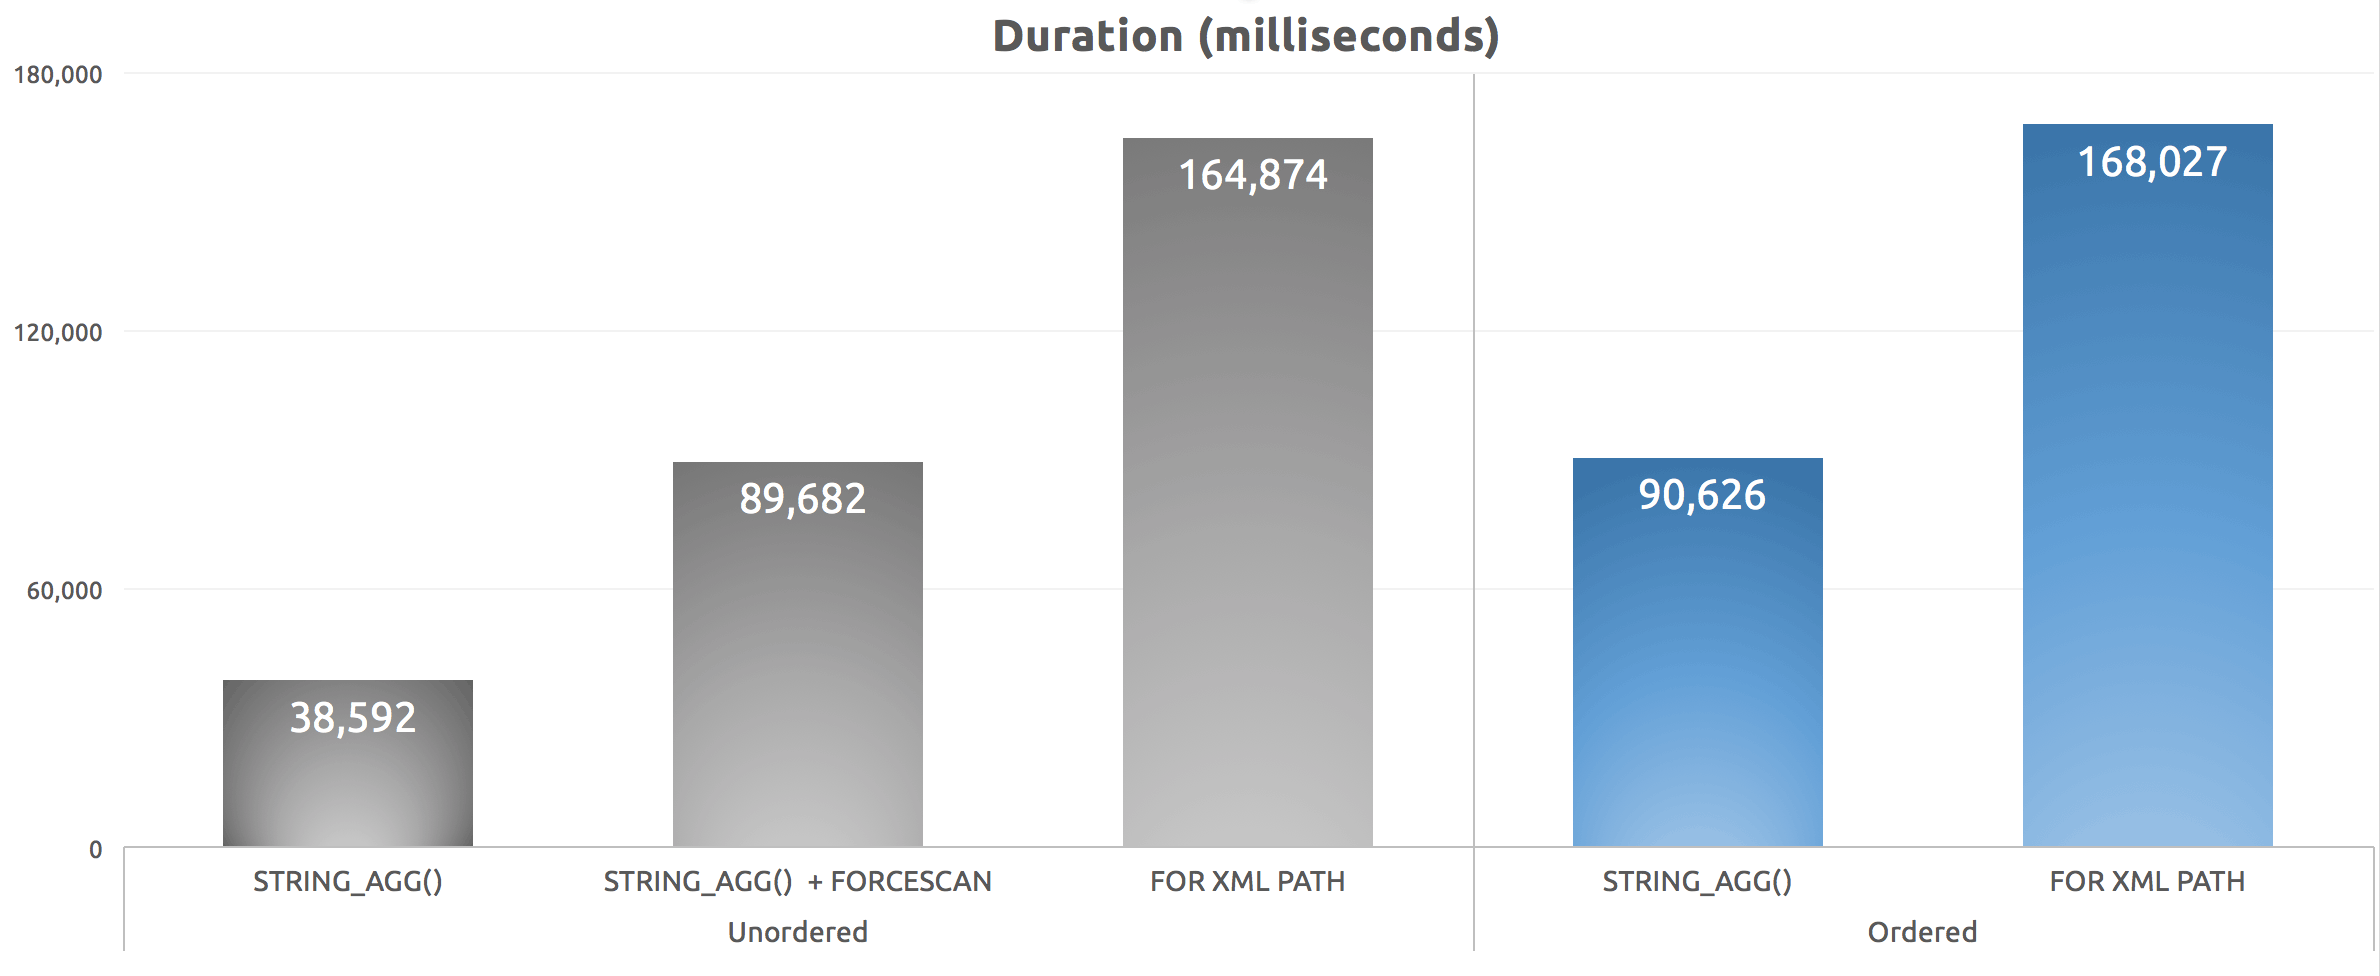 Duration (milliseconds)
180,000
120,000
60,000
0
38,592
89,682
164,874
90,626
168,027
STRING_AGG()
STRING_AGG()  + FORCESCAN
FOR XML PATH
STRING_AGG()
FOR XML PATH
Unordered
Ordered